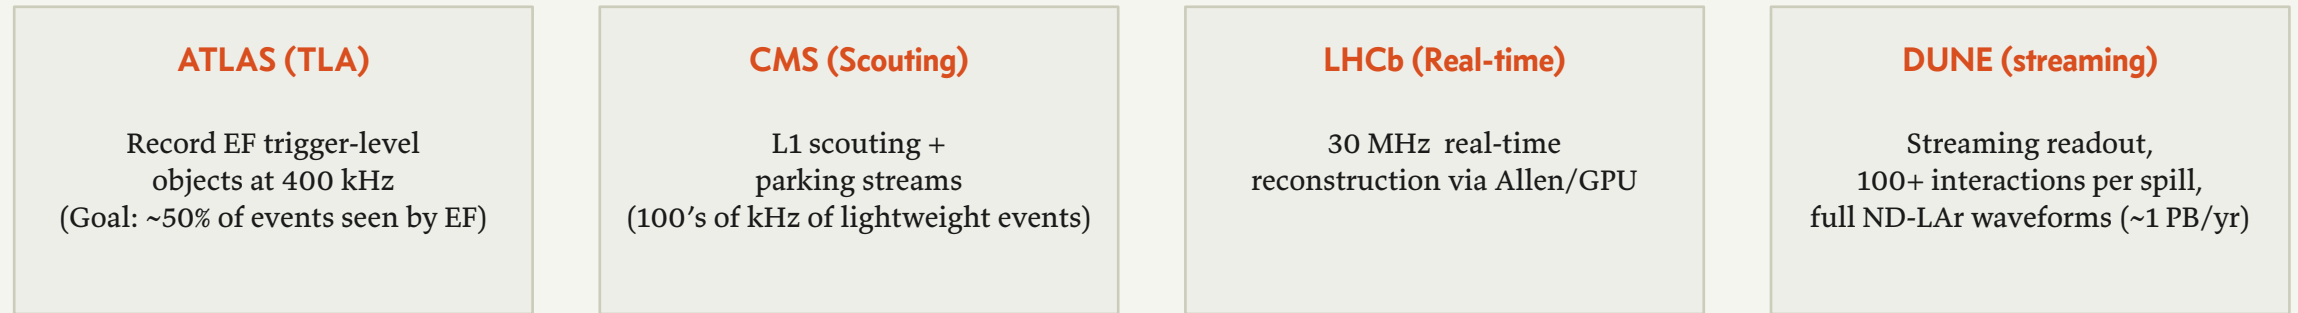 ATLAS (TLA)
Record EF trigger-level
objects at 400 kHz
(Goal: ~50% of events seen by EF)
CMS (Scouting)
L1 scouting +
parking streams
(100’s of kHz of lightweight events)
LHCb (Real-time)
30 MHz  real-time
reconstruction via Allen/GPU
DUNE (streaming)
Streaming readout,
100+ interactions per spill,
full ND-LAr waveforms (~1 PB/yr)